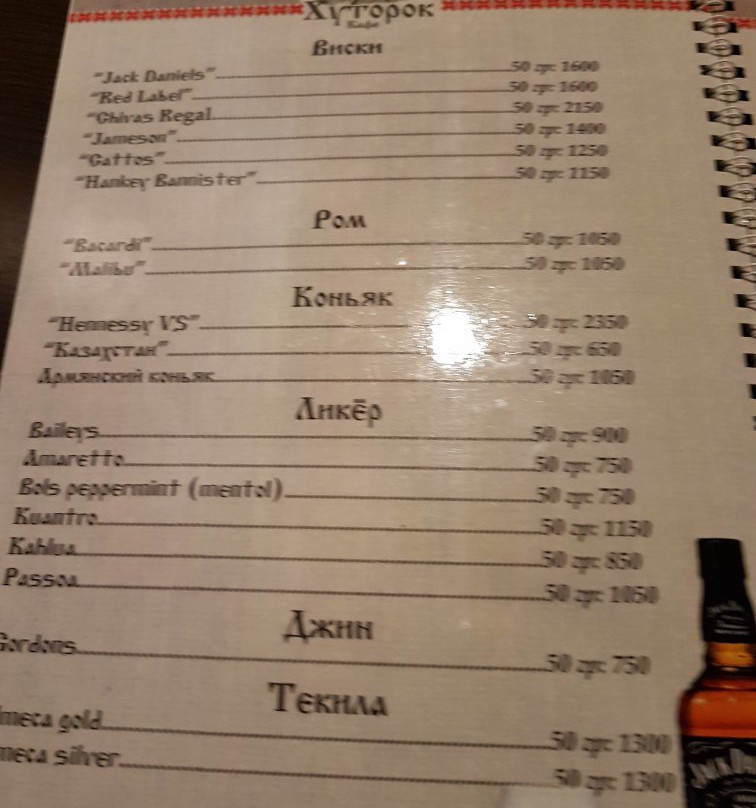 Хуторок
Кафе
Виски
"Jack Daniels" 50 гр: 1600
"Red Label" 50 гр: 1600
"Chivas Regal 50 гр: 2150
"Jameson" 50 гр: 1400
"Gattos" 50 гр: 1250
"Hankey Bannister" 50 гр: 1150
Ром
"Bacardi" 50 гр: 1050
"Malibu" 50 гр: 1050
Коньяк
"Hennessy VS" 50 гр: 2350
"Казахстан" 50 гр: 650
Армянский коньяк 50 гр: 1050
Ликёр
Baileys 50 гр: 900
Amaretto 50 гр: 750
Bols peppermint (mentol) 50 гр: 750
Kuantro 50 гр: 1150
Kahlua 50 гр: 850
Passoa 50 гр: 1050
Джин
Gordons 50 гр: 750
Текила
lmeca gold 50 гр: 1300
meca silver 50 гр: 1300